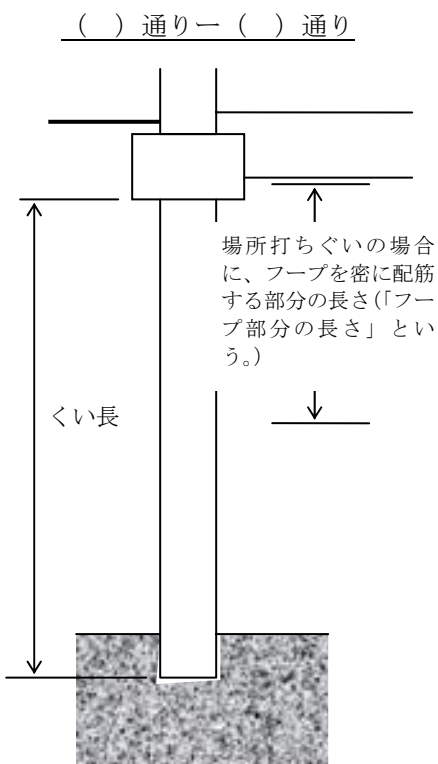 (　)通りー(　)通り
場所打ちぐいの場合
に、フープを密に配筋
する部分の長さ(「フー
プ部分の長さ」とい
う。)
くい長